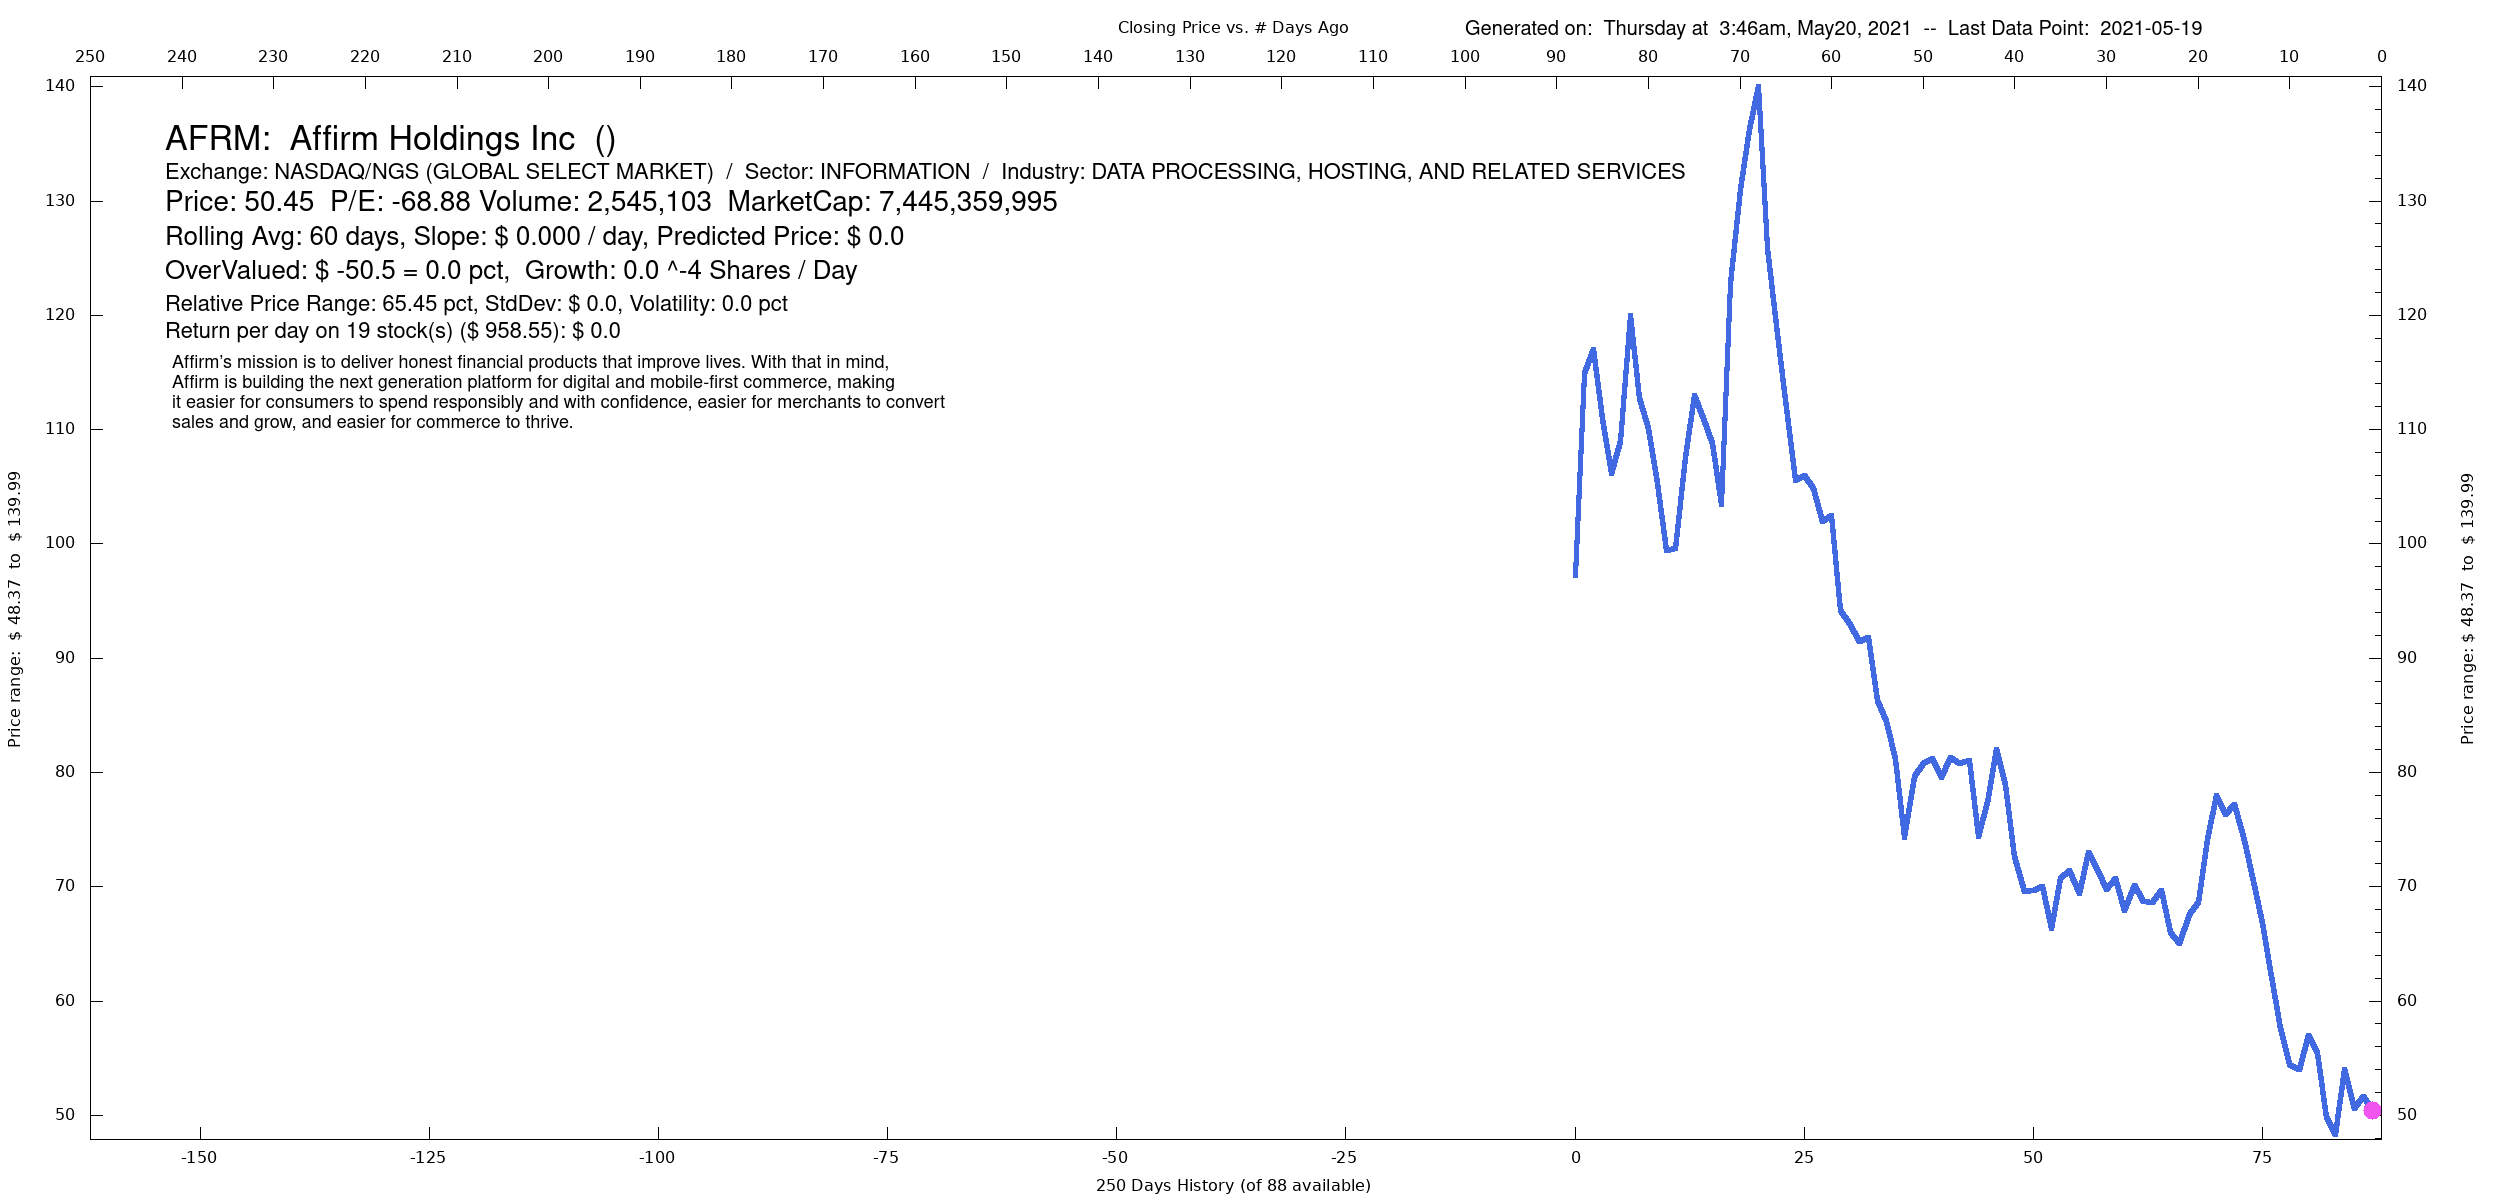 Closing Price vs. # Days Ago
Generated on:  Thursday at  3:46am, May20, 2021  --  Last Data Point:  2021-05-19
250 240 230 220 210 200 190 180 170 160 150 140 130 120 110 100 90 80 70 60 50 40 30 20 10 0
AFRM:  Affirm Holdings Inc  ()
Exchange: NASDAQ/NGS (GLOBAL SELECT MARKET)  /  Sector: INFORMATION  /  Industry: DATA PROCESSING, HOSTING, AND RELATED SERVICES
Price: 50.45  P/E: -68.88 Volume: 2,545,103  MarketCap: 7,445,359,995
Rolling Avg: 60 days, Slope: $ 0.000 / day, Predicted Price: $ 0.0
OverValued: $ -50.5 = 0.0 pct,  Growth: 0.0 ^-4 Shares / Day
Relative Price Range: 65.45 pct, StdDev: $ 0.0, Volatility: 0.0 pct
Return per day on 19 stock(s) ($ 958.55): $ 0.0
Affirm's mission is to deliver honest financial products that improve lives. With that in mind,
Affirm is building the next generation platform for digital and mobile-first commerce, making
it easier for consumers to spend responsibly and with confidence, easier for merchants to convert
sales and grow, and easier for commerce to thrive.
140 140
130 130
120 120
110 110
100 100
90 90
80 80
70 70
60 60
50 50
Price range:  $ 48.37  to  $ 139.99
Price range: $ 48.37  to  $ 139.99
-150 -125 -100 -75 -50 -25 0 25 50 75
250 Days History (of 88 available)